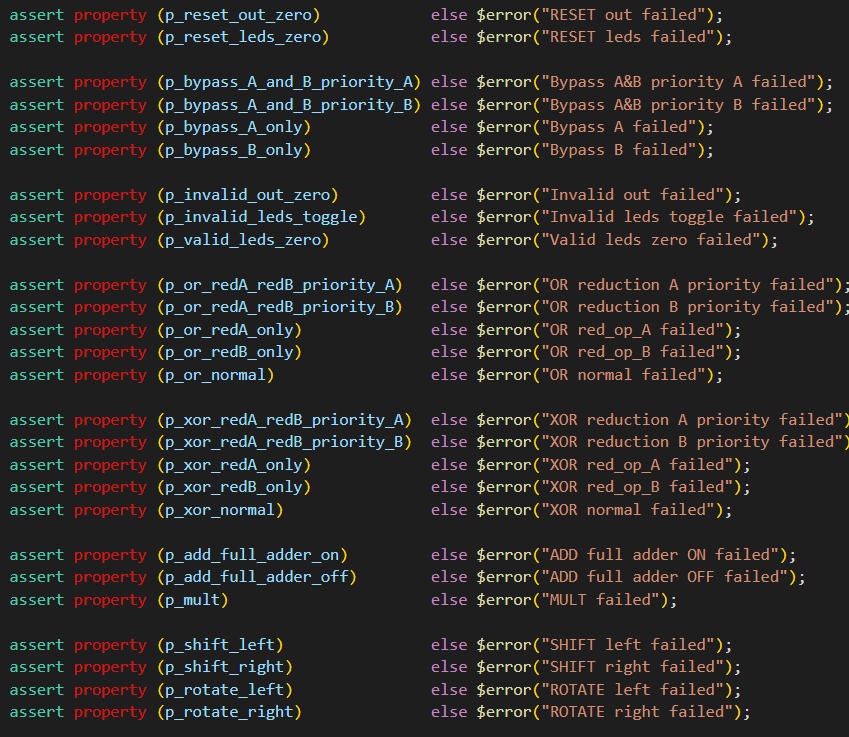 assert property (p_reset_out_zero) else $error("RESET out failed");
assert property (p_reset_leds_zero) else $error("RESET leds failed");
assert property (p_bypass_A_and_B_priority_A) else $error("Bypass A&B priority A failed");
assert property (p_bypass_A_and_B_priority_B) else $error("Bypass A&B priority B failed");
assert property (p_bypass_A_only) else $error("Bypass A failed");
assert property (p_bypass_B_only) else $error("Bypass B failed");
assert property (p_invalid_out_zero) else $error("Invalid out failed");
assert property (p_invalid_leds_toggle) else $error("Invalid leds toggle failed");
assert property (p_valid_leds_zero) else $error("Valid leds zero failed");
assert property (p_or_redA_redB_priority_A) else $error("OR reduction A priority failed");
assert property (p_or_redA_redB_priority_B) else $error("OR reduction B priority failed");
assert property (p_or_redA_only) else $error("OR red_op_A failed");
assert property (p_or_redB_only) else $error("OR red_op_B failed");
assert property (p_or_normal) else $error("OR normal failed");
assert property (p_xor_redA_redB_priority_A) else $error("XOR reduction A priority failed")
assert property (p_xor_redA_redB_priority_B) else $error("XOR reduction B priority failed")
assert property (p_xor_redA_only) else $error("XOR red_op_A failed");
assert property (p_xor_redB_only) else $error("XOR red_op_B failed");
assert property (p_xor_normal) else $error("XOR normal failed");
assert property (p_add_full_adder_on) else $error("ADD full adder ON failed");
assert property (p_add_full_adder_off) else $error("ADD full adder OFF failed");
assert property (p_mult) else $error("MULT failed");
assert property (p_shift_left) else $error("SHIFT left failed");
assert property (p_shift_right) else $error("SHIFT right failed");
assert property (p_rotate_left) else $error("ROTATE left failed");
assert property (p_rotate_right) else $error("ROTATE right failed");